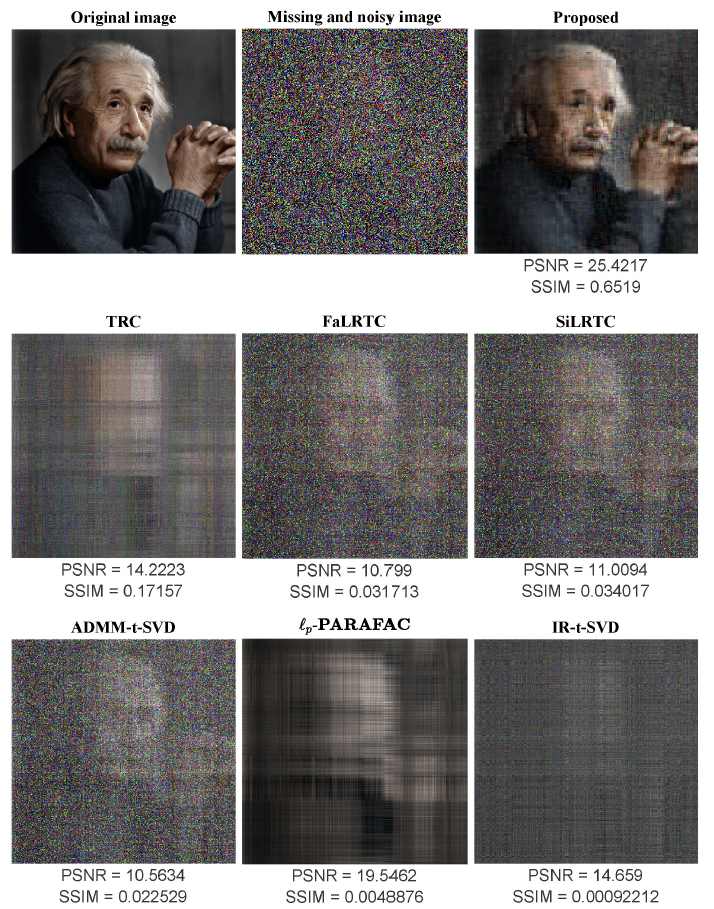 Original image
Missing and noisy image
Proposed
PSNR = 25.4217
SSIM = 0.6519
TRC
FaLRTC
SiLRTC
PSNR = 14.2223
SSIM = 0.17157
PSNR = 10.799
SSIM = 0.031713
PSNR = 11.0094
SSIM = 0.034017
ADMM-t-SVD
ℓp-PARAFAC
IR-t-SVD
PSNR = 10.5634
SSIM = 0.022529
PSNR = 19.5462
SSIM = 0.0048876
PSNR = 14.659
SSIM = 0.00092212